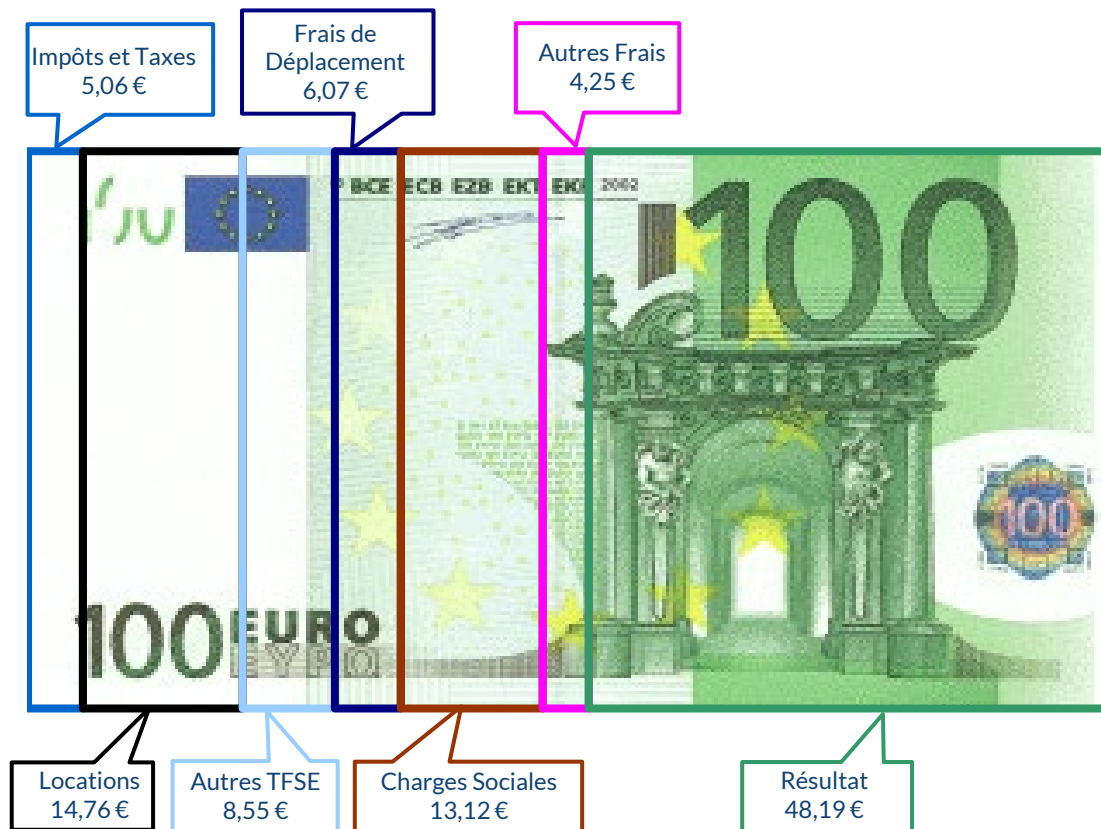 Impôts et Taxes
5,06 €
Frais de
Déplacement
6,07 €
Autres Frais
4,25 €
BCE ECB EZB EKT EKP 2002
100
100
100 EURO
ΕΥΡΩ
Locations
14,76 €
Autres TFSE
8,55 €
Charges Sociales
13,12 €
Résultat
48,19 €